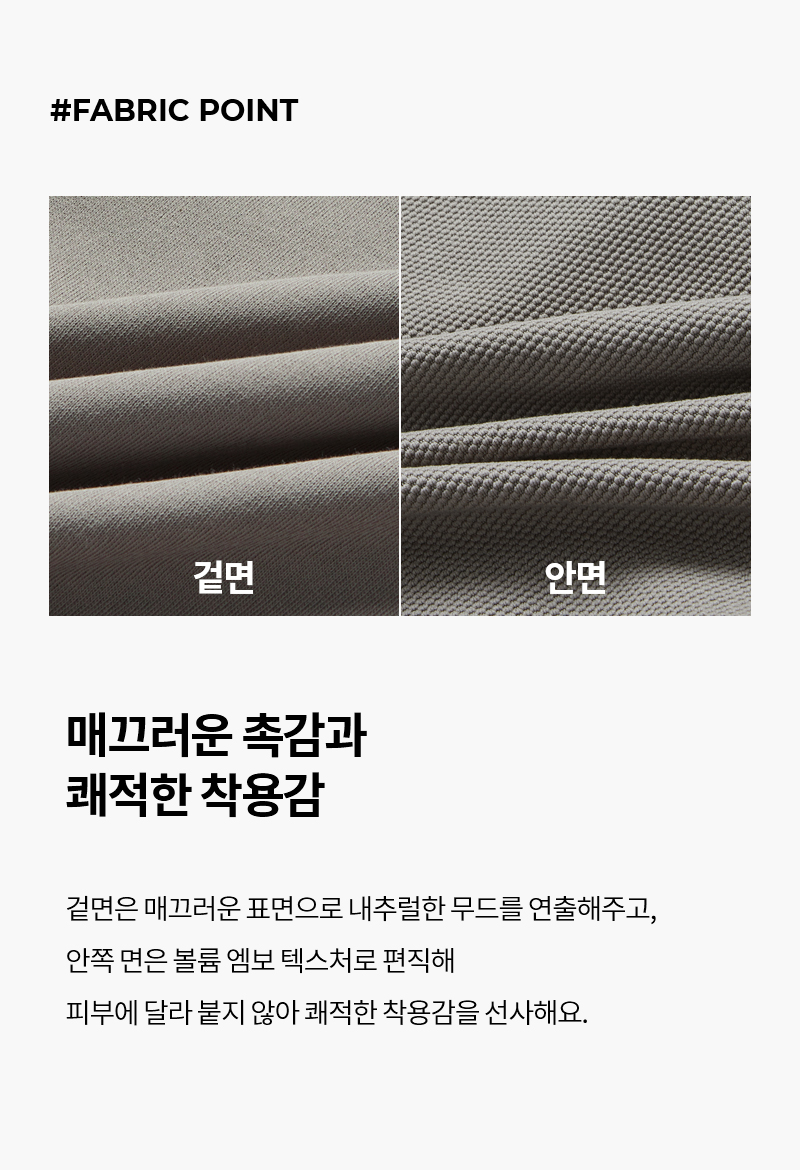 #FABRIC POINT
겉면
안면
매끄러운 촉감과
쾌적한 착용감
겉면은 매끄러운 표면으로 내추럴한 무드를 연출해주고,
안쪽 면은 볼륨 엠보 텍스처로 편직해
피부에 달라 붙지 않아 쾌적한 착용감을 선사해요.